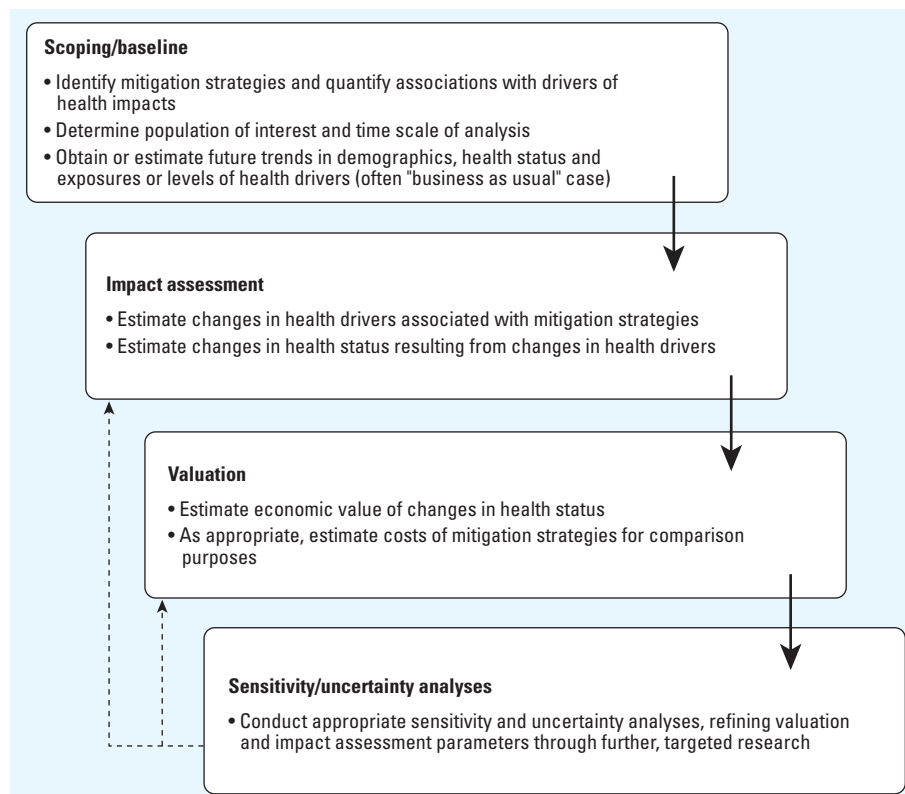 Scoping/baseline
• Identify mitigation strategies and quantify associations with drivers of
health impacts
• Determine population of interest and time scale of analysis
• Obtain or estimate future trends in demographics, health status and
exposures or levels of health drivers (often "business as usual" case)
Impact assessment
• Estimate changes in health drivers associated with mitigation strategies
• Estimate changes in health status resulting from changes in health drivers
Valuation
• Estimate economic value of changes in health status
• As appropriate, estimate costs of mitigation strategies for comparison
purposes
Sensitivity/uncertainty analyses
• Conduct appropriate sensitivity and uncertainty analyses, refining valuation
and impact assessment parameters through further, targeted research